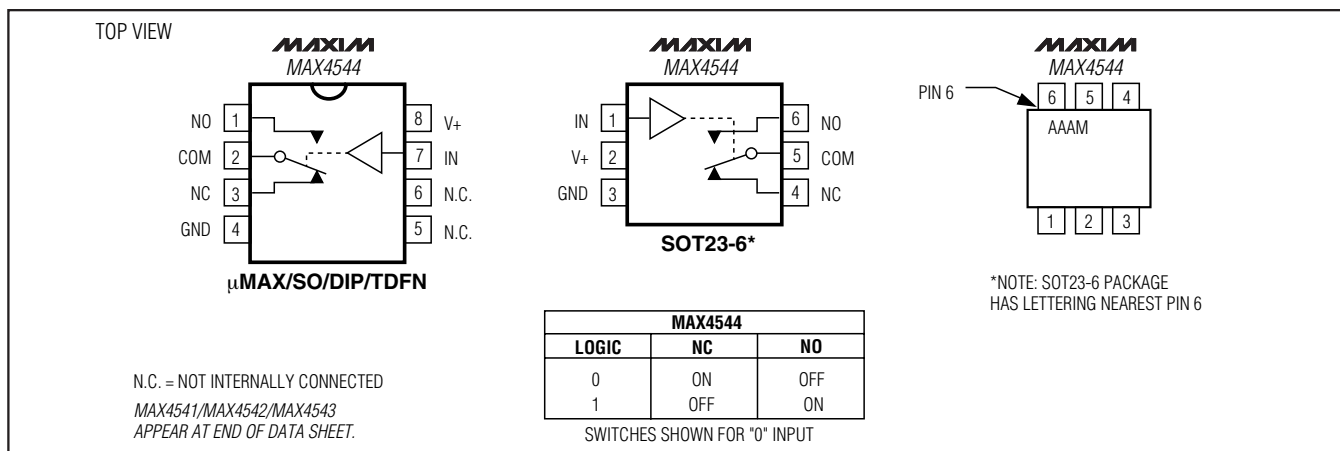 TOP VIEW
MAXIM
MAX4544
NO 1
COM 2
NC 3
GND 4
8 V+
7 IN
6 N.C.
5 N.C.
µMAX/SO/DIP/TDFN
MAXIM
MAX4544
IN 1
V+ 2
GND 3
6 NO
5 COM
4 NC
SOT23-6*
MAXIM
MAX4544
PIN 6
6 5 4
AAAM
1 2 3
*NOTE: SOT23-6 PACKAGE
HAS LETTERING NEAREST PIN 6
MAX4544
LOGIC NC NO
0 ON OFF
1 OFF ON
SWITCHES SHOWN FOR "0" INPUT
N.C. = NOT INTERNALLY CONNECTED
MAX4541/MAX4542/MAX4543
APPEAR AT END OF DATA SHEET.